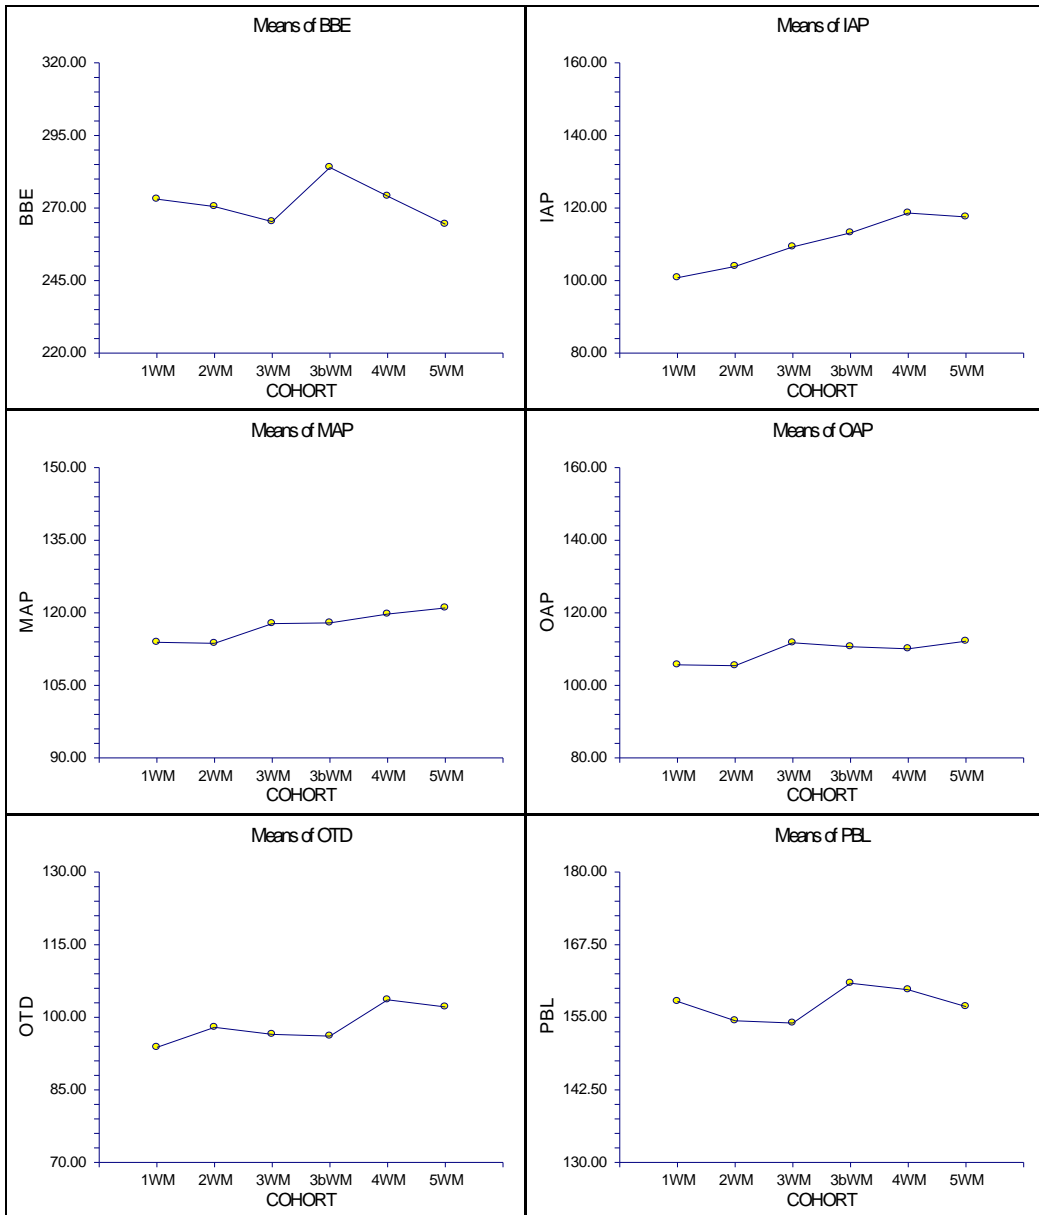 Means of BBE
320.00
295.00
270.00
245.00
220.00
BBE
1WM 2WM 3WM 3bWM 4WM 5WM
COHORT
Means of IAP
160.00
140.00
120.00
100.00
80.00
IAP
1WM 2WM 3WM 3bWM 4WM 5WM
COHORT
Means of MAP
150.00
135.00
120.00
105.00
90.00
MAP
1WM 2WM 3WM 3bWM 4WM 5WM
COHORT
Means of OAP
160.00
140.00
120.00
100.00
80.00
OAP
1WM 2WM 3WM 3bWM 4WM 5WM
COHORT
Means of OTD
130.00
115.00
100.00
85.00
70.00
OTD
1WM 2WM 3WM 3bWM 4WM 5WM
COHORT
Means of PBL
180.00
167.50
155.00
142.50
130.00
PBL
1WM 2WM 3WM 3bWM 4WM 5WM
COHORT